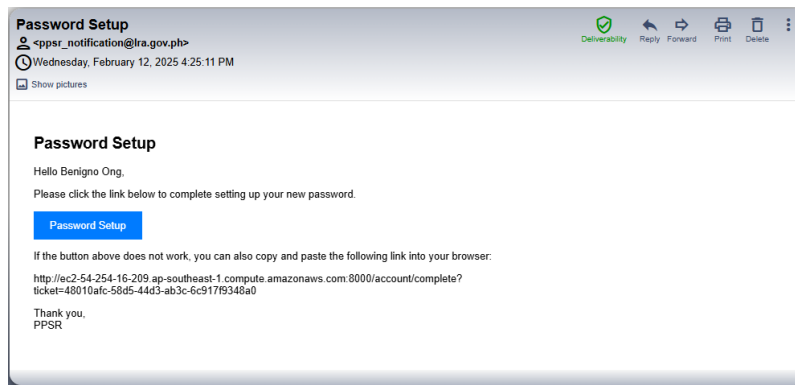 Password Setup
<ppsr_notification@lra.gov.ph>
Wednesday, February 12, 2025 4:25:11 PM
Show pictures
Deliverability Reply Forward Print Delete
Password Setup
Hello Benigno Ong,
Please click the link below to complete setting up your new password.
Password Setup
If the button above does not work, you can also copy and paste the following link into your browser:
http://ec2-54-254-16-209.ap-southeast-1.compute.amazonaws.com:8000/account/complete?
ticket=48010afc-58d5-44d3-ab3c-6c917f9348a0
Thank you,
PPSR